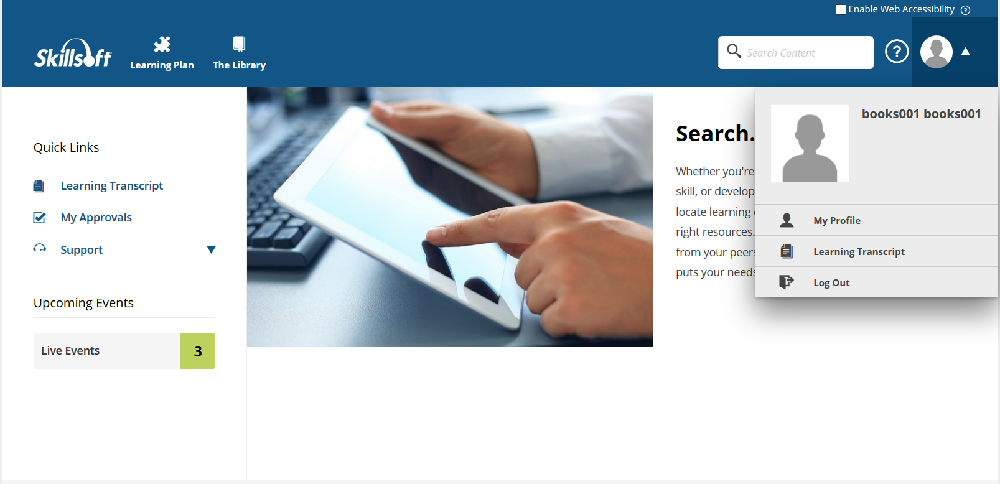 Enable Web Accessibility ?
Skillsoft
Learning Plan
The Library
Search Content
?
books001 books001
My Profile
Learning Transcript
Log Out
Quick Links
Learning Transcript
My Approvals
Support
Upcoming Events
Live Events 3
Search.
Whether you're
skill, or develop
locate learning
right resources.
from your peers
puts your needs